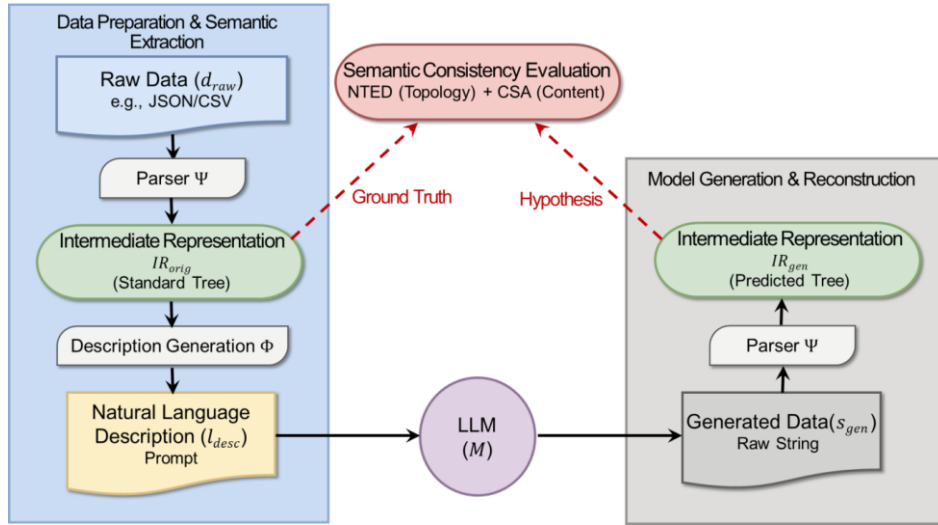 Data Preparation & Semantic
Extraction
Raw Data (d_raw)
e.g., JSON/CSV
Parser Ψ
Intermediate Representation
IR_orig
(Standard Tree)
Description Generation Φ
Natural Language
Description (l_desc)
Prompt
Semantic Consistency Evaluation
NTED (Topology) + CSA (Content)
Ground Truth
Hypothesis
LLM
(M)
Model Generation & Reconstruction
Intermediate Representation
IR_gen
(Predicted Tree)
Parser Ψ
Generated Data(s_gen)
Raw String